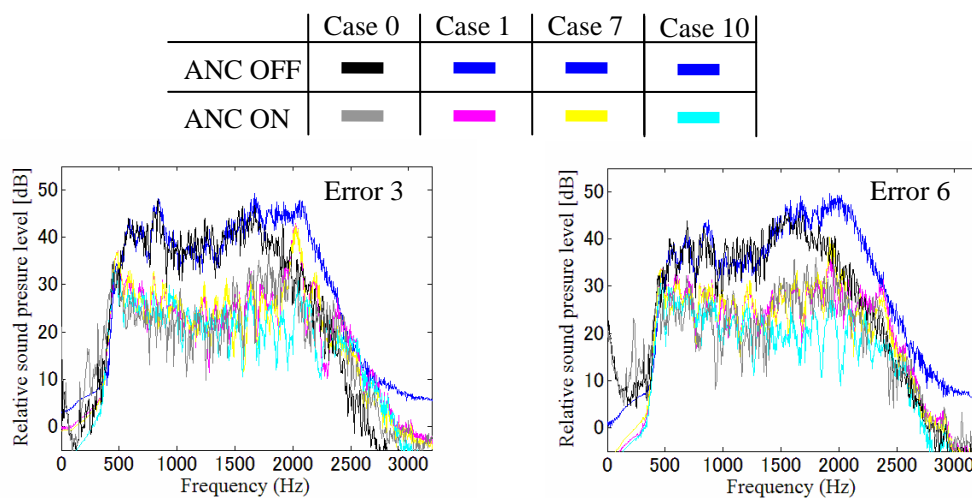 Case 0 Case 1 Case 7 Case 10
ANC OFF
ANC ON
Error 3
Relative sound presure level [dB]
50
40
30
20
10
0
0 500 1000 1500 2000 2500 3000
Frequency (Hz)
Error 6
Relative sound presure level [dB]
50
40
30
20
10
0
0 500 1000 1500 2000 2500 3000
Frequency (Hz)